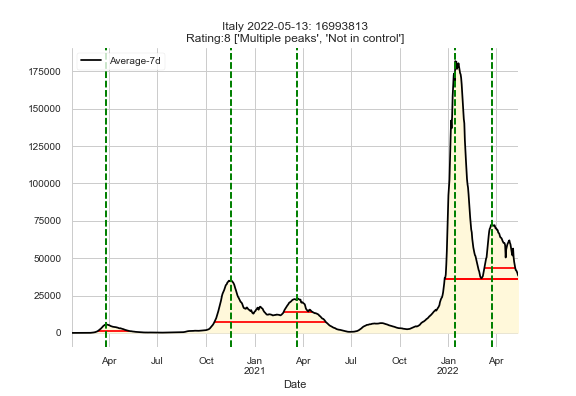 Italy 2022-05-13: 16993813
Rating:8 ['Multiple peaks', 'Not in control']
Average-7d
175000
150000
125000
100000
75000
50000
25000
0
Apr Jul Oct Jan Apr Jul Oct Jan Apr
2021 2022
Date